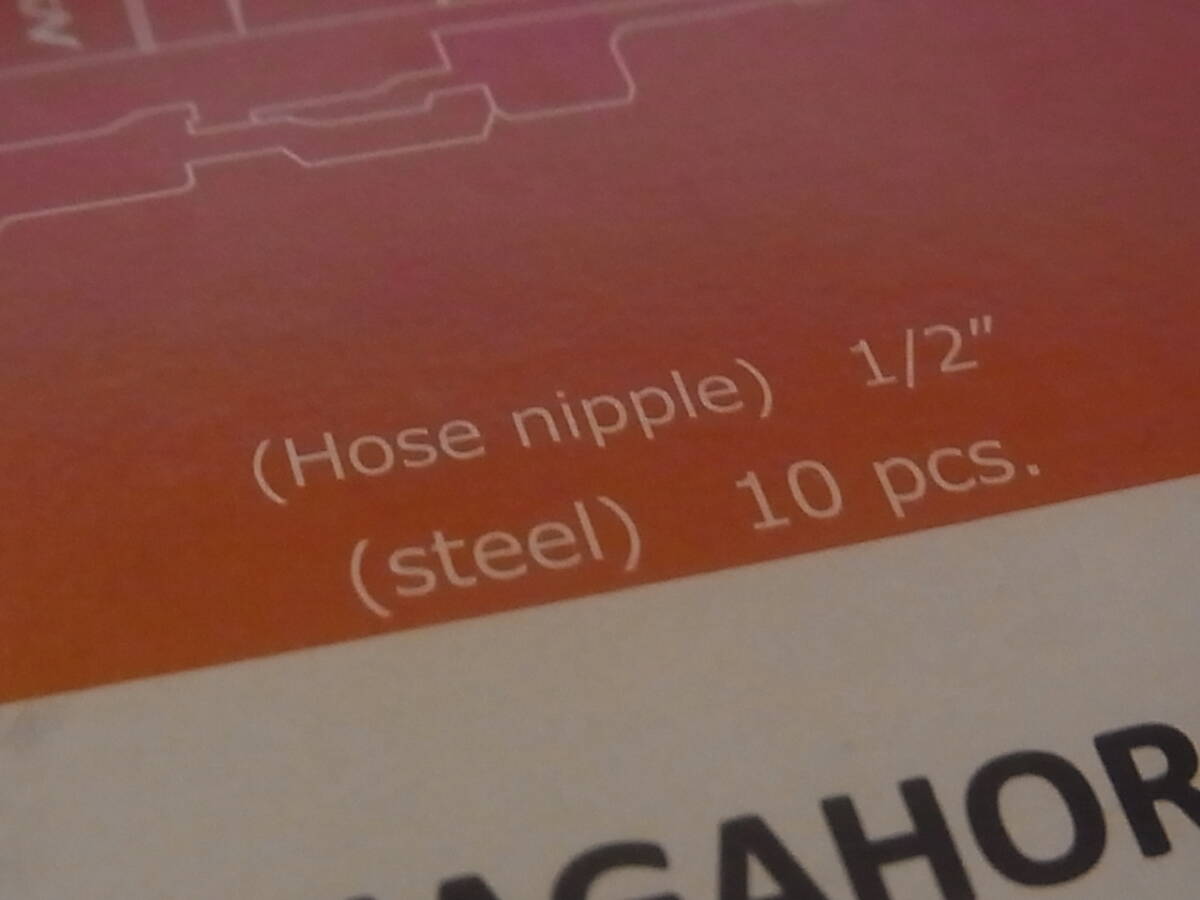 (Hose nipple) 1/2"
(steel) 10 pcs.